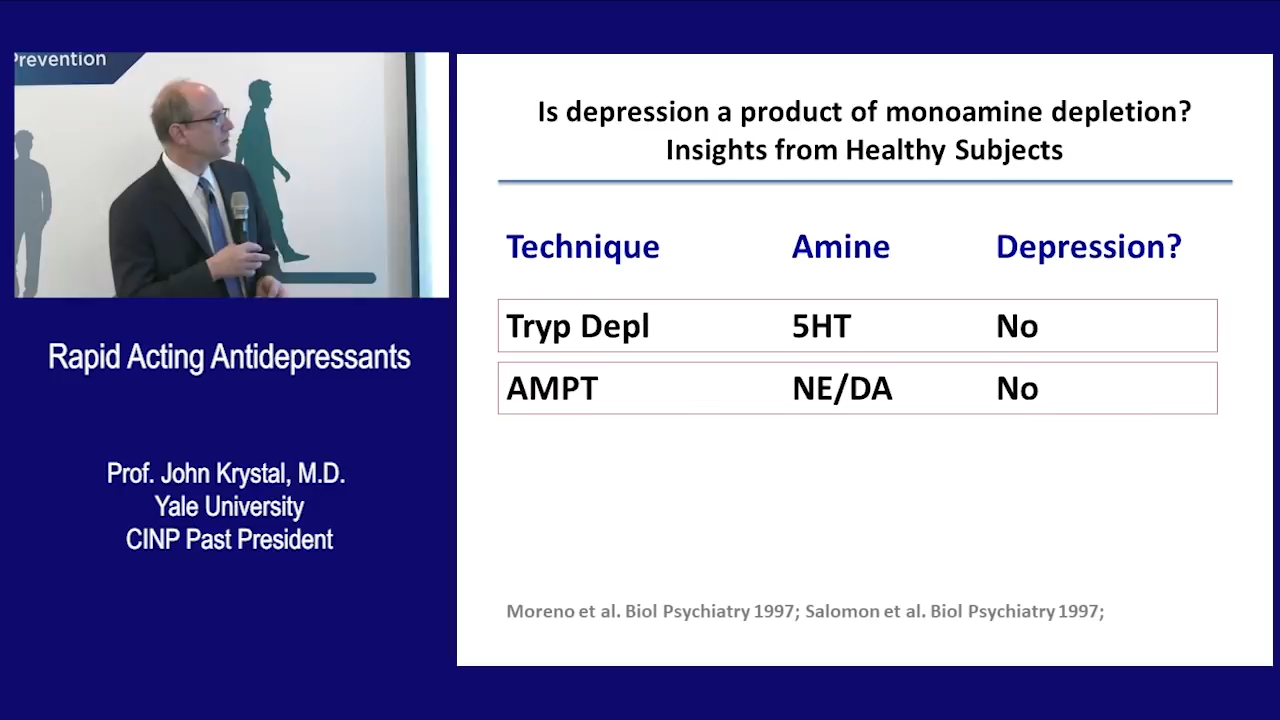 Prevention
Rapid Acting Antidepressants
Prof. John Krystal, M.D.
Yale University
CINP Past President
Is depression a product of monoamine depletion?
Insights from Healthy Subjects
Technique Amine Depression?
Tryp Depl 5HT No
AMPT NE/DA No
Moreno et al. Biol Psychiatry 1997; Salomon et al. Biol Psychiatry 1997;